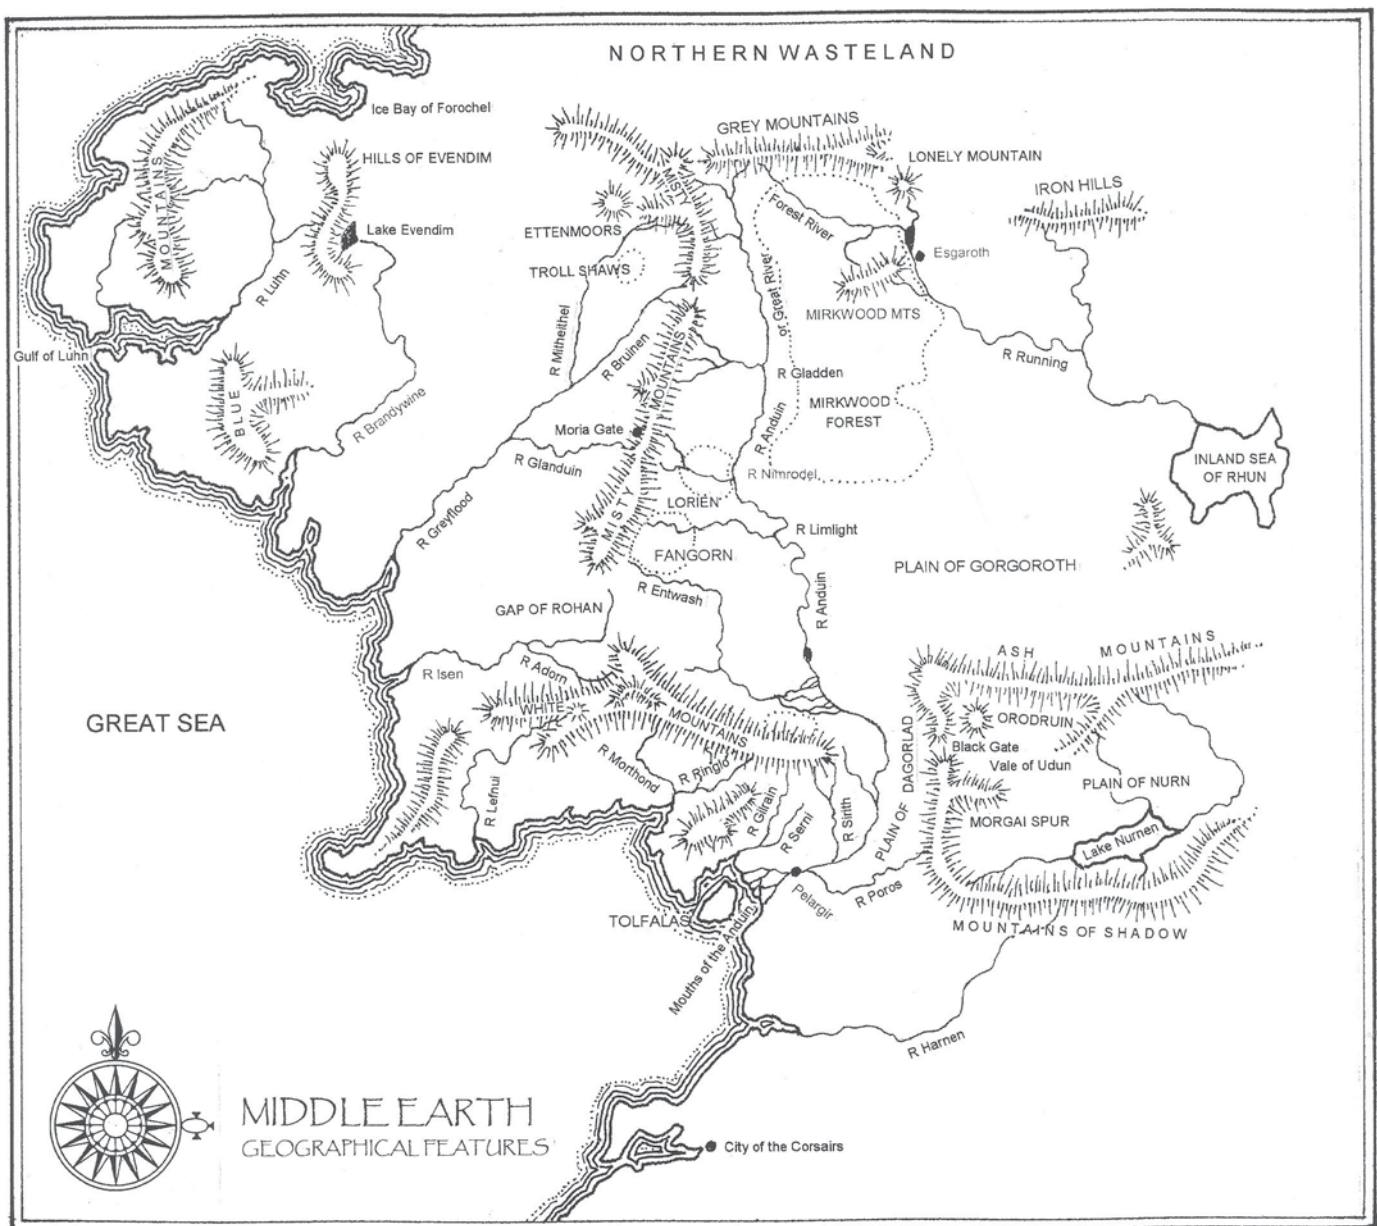 NORTHERN WASTELAND
Ice Bay of Forochel
GREY MOUNTAINS
HILLS OF EVENDIM
LONELY MOUNTAIN
MISTY
IRON HILLS
MOUNTAINS
Forest River
Lake Evendim
ETTENMOORS
Esgaroth
TROLL SHAWS
R Luhn
or Great River
MIRKWOOD MTS
Gulf of Luhn
R Mitheithel
R Bruinen
R Running
R Gladden
MOUNTAINS
BLUE
R Brandywine
MIRKWOOD
FOREST
Moria Gate
R Anduin
R Glanduin
R Nimrodel
INLAND SEA
OF RHUN
LORIEN
MISTY
R Greyflood
R Limlight
FANGORN
PLAIN OF GORGOROTH
R Entwash
R Anduin
GAP OF ROHAN
ASH
MOUNTAINS
R Isen
R Adorn
WHITE
MOUNTAINS
GREAT SEA
ORODRUIN
Black Gate
Vale of Udun
R Morthond
R Ringlo
PLAIN OF DAGORLAD
PLAIN OF NURN
R Lefnui
R Gilrain
R Serni
R Sirith
MORGAI SPUR
Lake Nurnen
R Poros
Pelargir
TOLFALAS
Mouths of the Anduin
MOUNTAINS OF SHADOW
R Harnen
MIDDLE EARTH
GEOGRAPHICAL FEATURES
City of the Corsairs